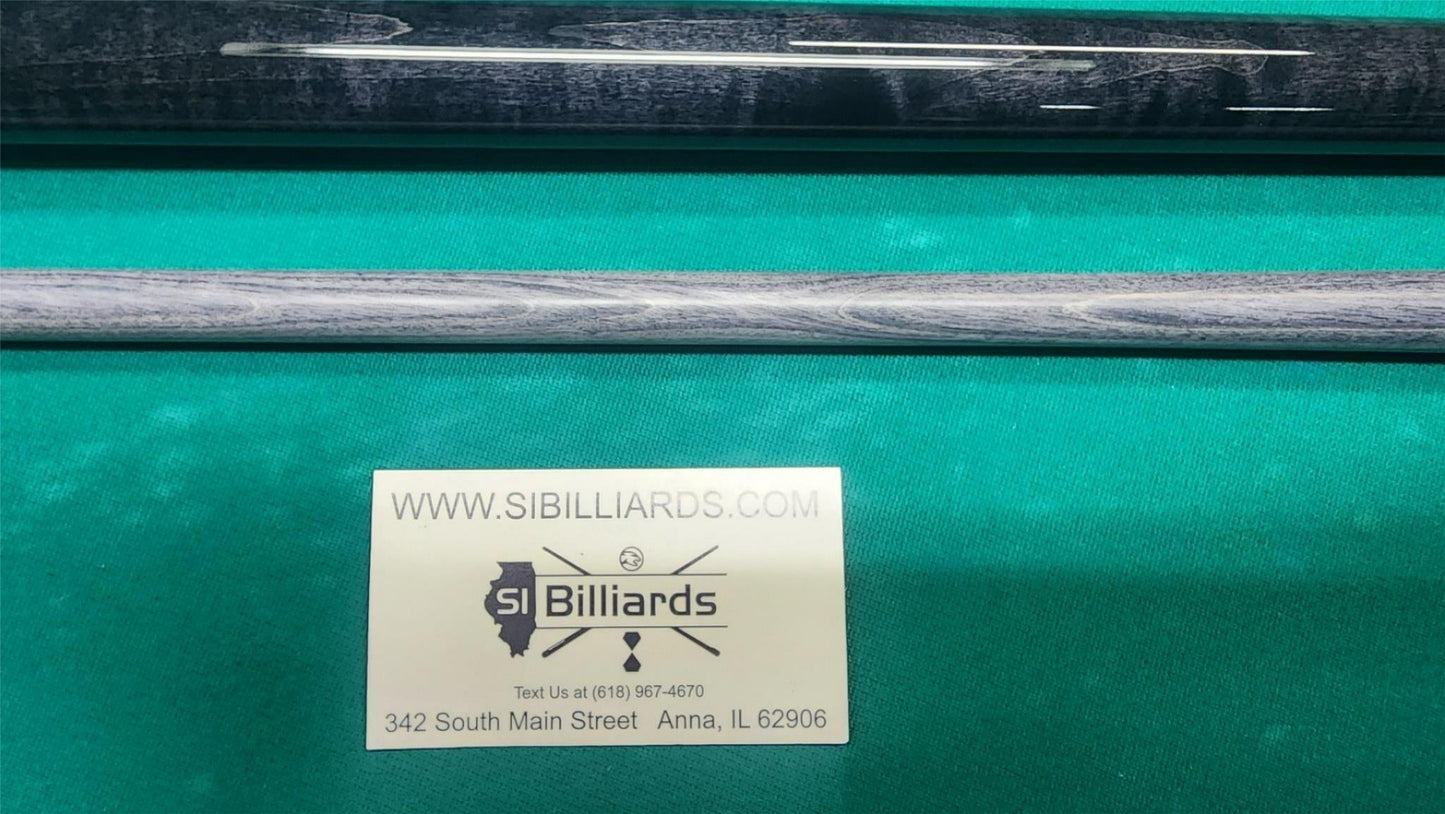 WWW.SIBILLIARDS.COM
SI Billiards
Text Us at (618) 967-4670
342 South Main Street Anna, IL 62906